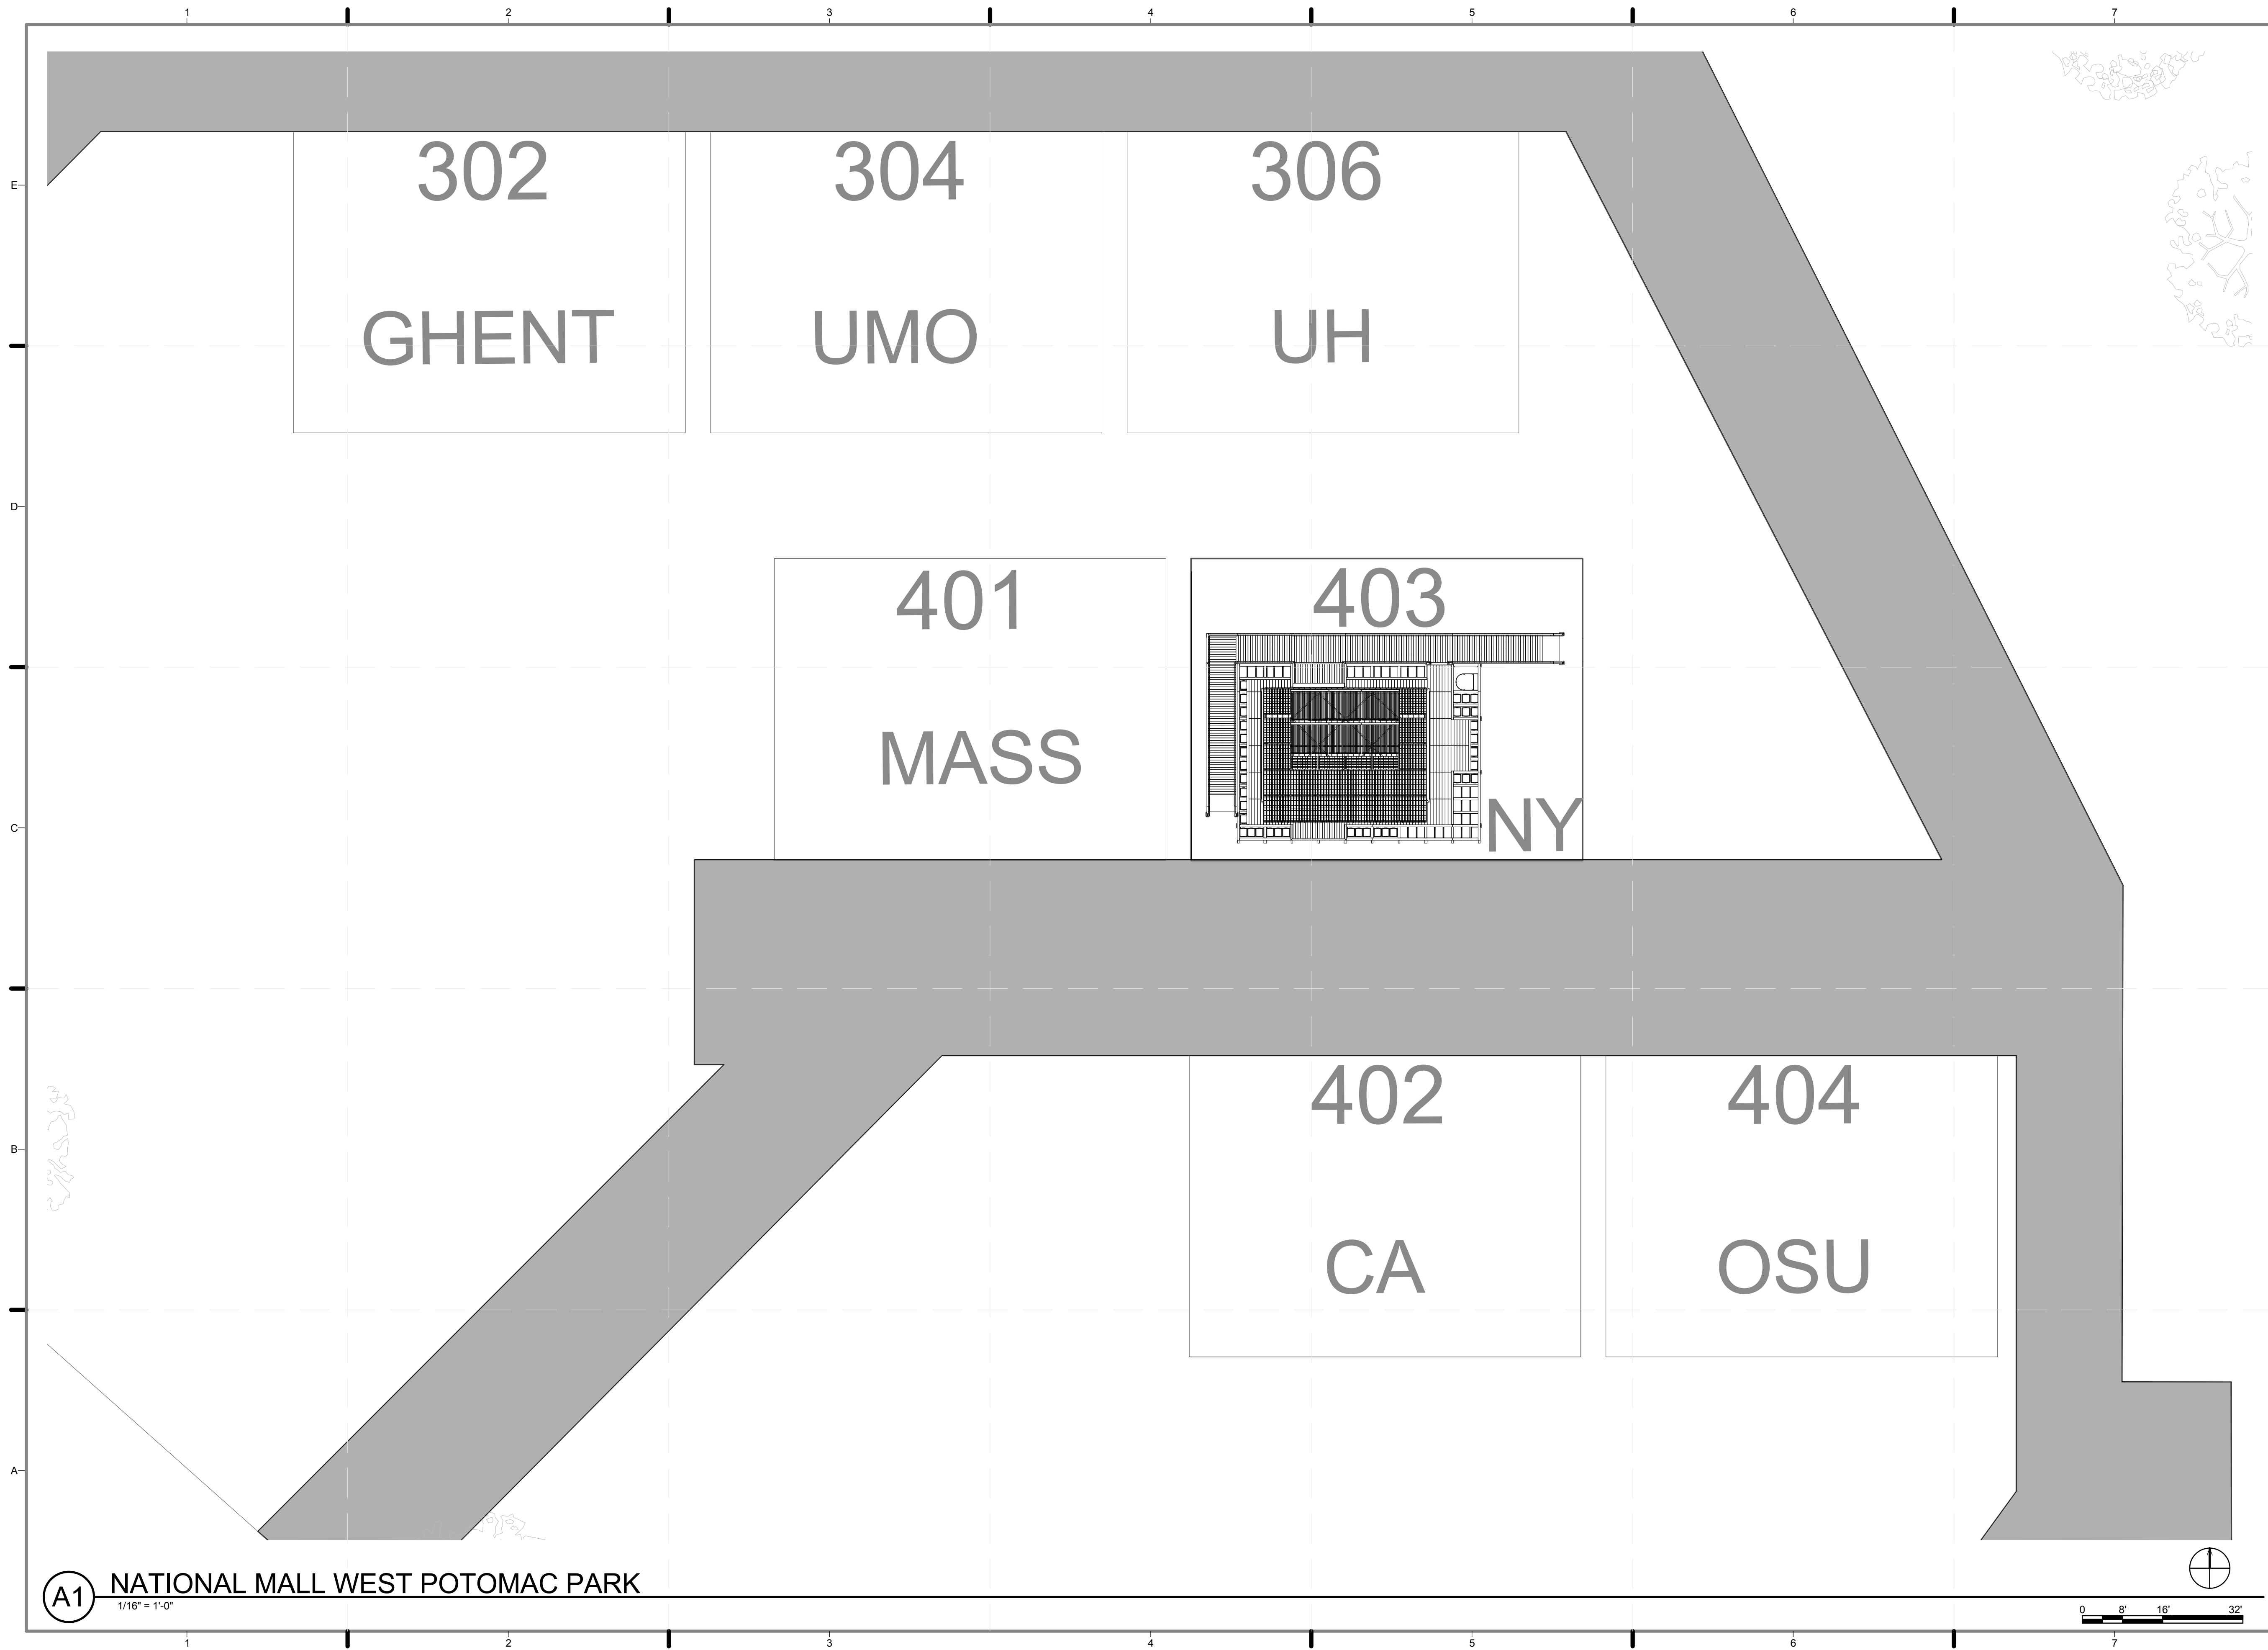 1 2 3 4 5 6 7
302 304 306
E
GHENT UMO UH
D
401 403
MASS
NY
C
402 404
B
CA OSU
A
A1 NATIONAL MALL WEST POTOMAC PARK
1/16" = 1'-0"
0 8' 16' 32'
1 2 3 4 5 6 7